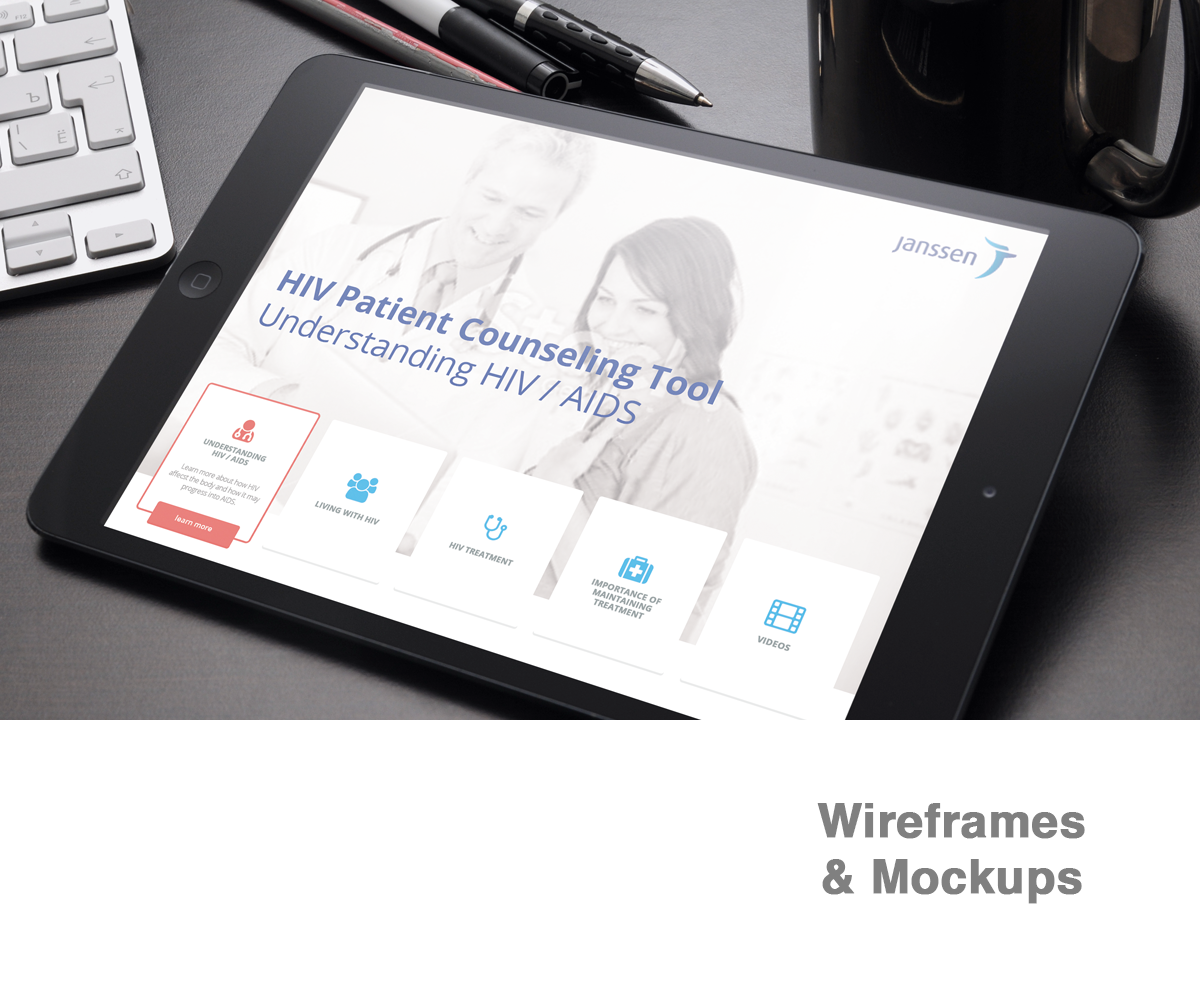 F12
Ъ
\
Ё
Janssen
HIV Patient Counseling Tool
Understanding HIV / AIDS
UNDERSTANDING
HIV / AIDS
Learn more about how HIV
affecst the body and how it may
progress into AIDS.
learn more
LIVING WITH HIV
HIV TREATMENT
IMPORTANCE OF
MAINTAINING
TREATMENT
VIDEOS
Wireframes
& Mockups